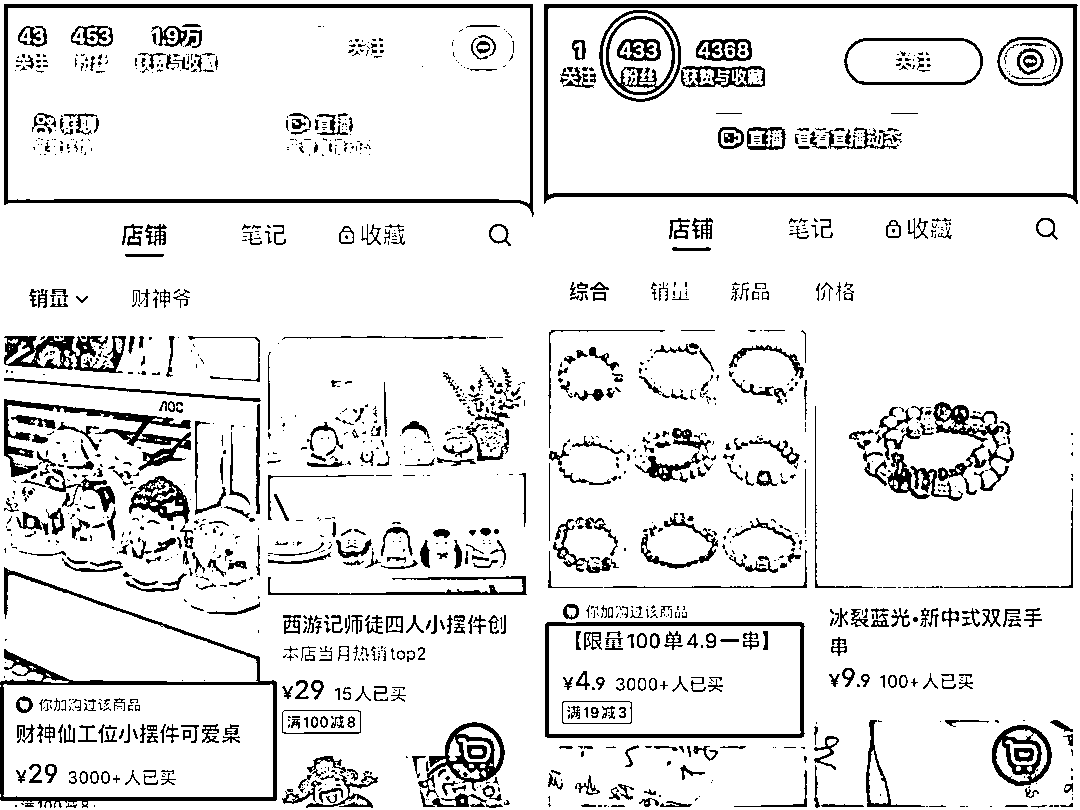 43 453 1.9万
关注 粉丝 获赞与收藏
关注
群聊
直播
店铺 笔记 收藏
销量 财神爷
AOC
你加购过该商品
财神仙工位小摆件可爱桌
¥29 3000+人已买
满100减8
西游记师徒四人小摆件创
本店当月热销top2
¥29 15人已买
满100减8
1 433 4368
关注 粉丝 获赞与收藏
关注
直播 查看直播动态
店铺 笔记 收藏
综合 销量 新品 价格
你加购过该商品
【限量100单4.9一串】
¥4.9 3000+人已买
满19减3
冰裂蓝光•新中式双层手
串
¥9.9 100+人已买